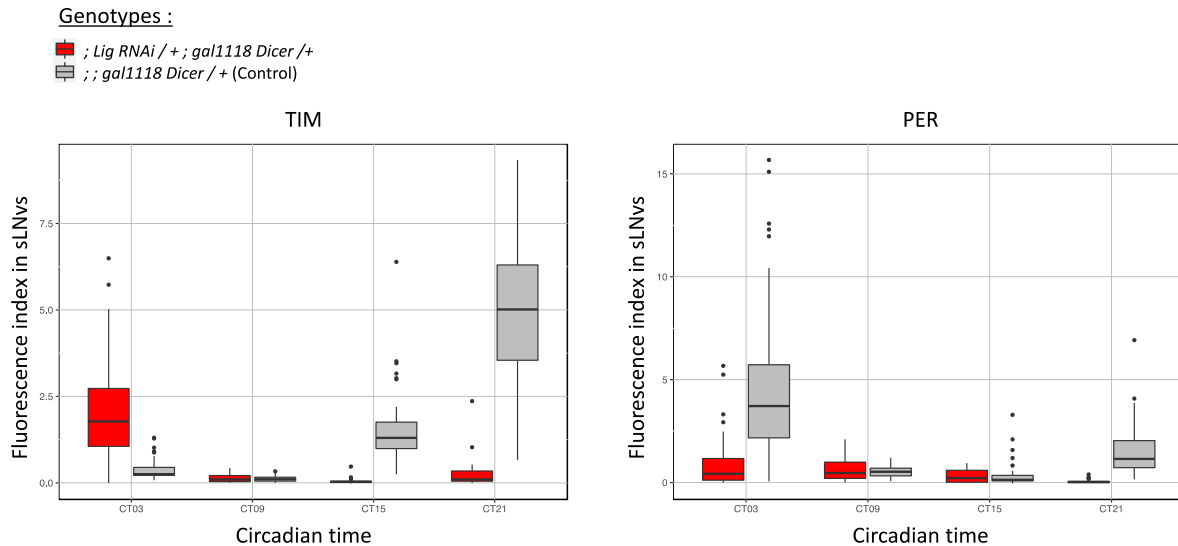 Genotypes :
; Lig RNAi / + ; gal1118 Dicer /+
; ; gal1118 Dicer / + (Control)
TIM
Fluorescence index in sLNvs
7.5
5.0
2.5
0.0
CT03 CT09 CT15 CT21
Circadian time
PER
Fluorescence index in sLNvs
15
10
5
0
CT03 CT09 CT15 CT21
Circadian time